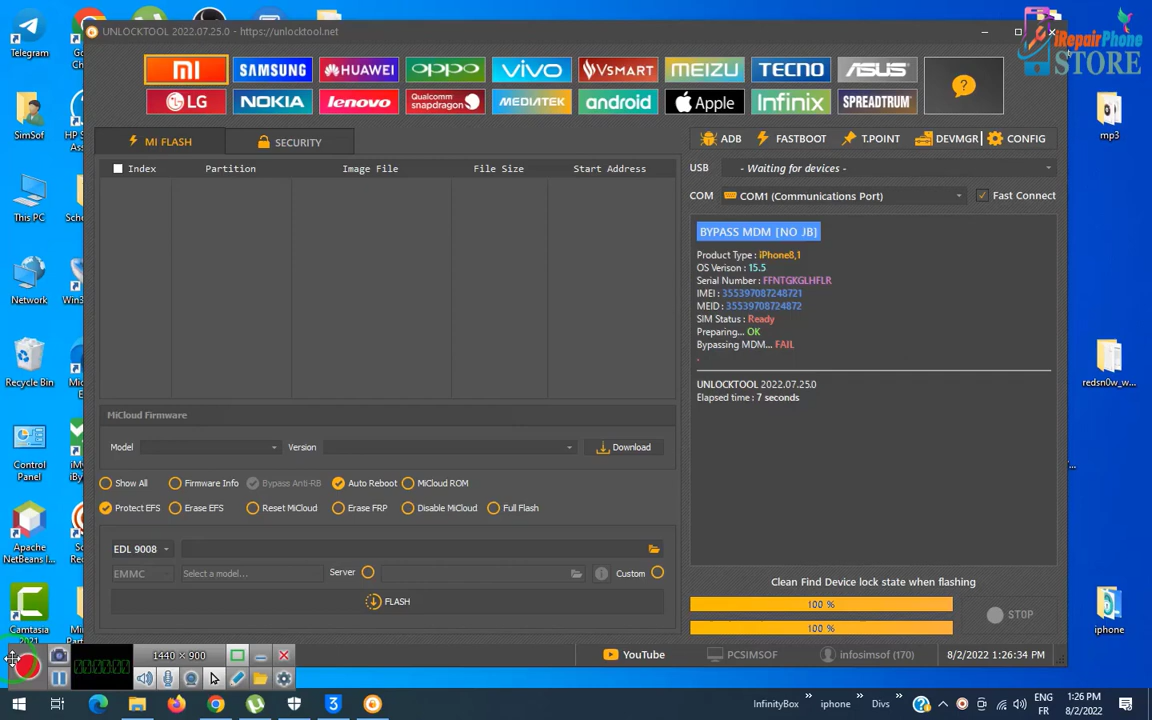 Telegram
SimSof
This PC
Network
Recycle Bin
Control
Panel
Apache
NetBeans I...
Camtasia
2021
mp3
redsn0w_w...
iphone
iRepairPhone
STORE
UNLOCKTOOL 2022.07.25.0 - https://unlocktool.net
MI
SAMSUNG
HUAWEI
OPPO
VIVO
VSMART
MEIZU
TECNO
ASUS
LG
NOKIA
lenovo
Qualcomm
snapdragon
MEDIATEK
android
Apple
Infinix
SPREADTRUM
?
MI FLASH
SECURITY
ADB
FASTBOOT
T.POINT
DEVMGR
CONFIG
Index Partition Image File File Size Start Address
USB - Waiting for devices -
COM COM1 (Communications Port) Fast Connect
BYPASS MDM [NO JB]
Product Type : iPhone8,1
OS Verison : 15.5
Serial Number : FFNTGKGLHFLR
IMEI : 355397087248721
MEID : 35539708724872
SIM Status : Ready
Preparing... OK
Bypassing MDM... FAIL
.
UNLOCKTOOL 2022.07.25.0
Elapsed time : 7 seconds
MiCloud Firmware
Model Version Download
Show All Firmware Info Bypass Anti-RB Auto Reboot MiCloud ROM
Protect EFS Erase EFS Reset MiCloud Erase FRP Disable MiCloud Full Flash
EDL 9008
EMMC Select a model... Server Custom
FLASH
Clean Find Device lock state when flashing
100 %
100 %
STOP
YouTube
PCSIMSOF
infosimsof (170)
8/2/2022 1:26:34 PM
1440 × 900
InfinityBox » iphone » Divs »
ENG
FR
1:26 PM
8/2/2022